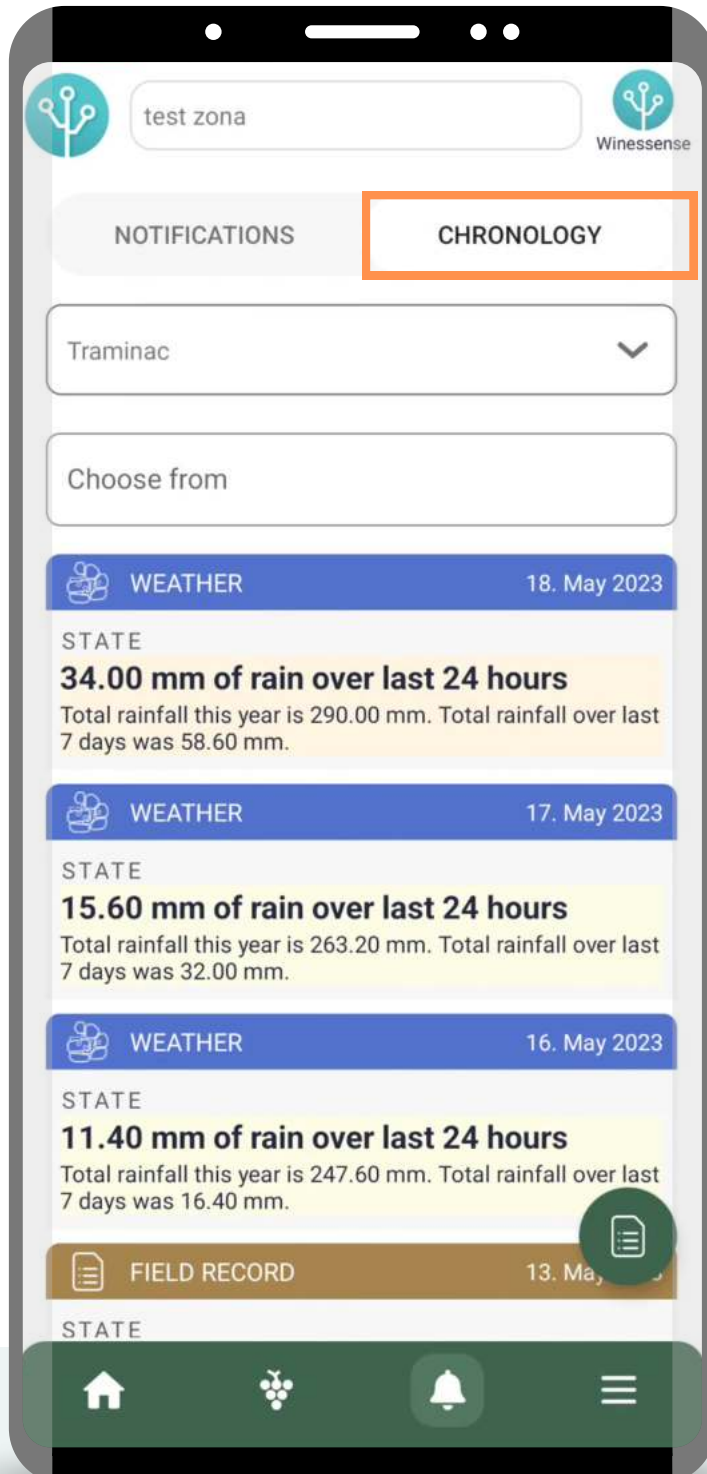 test zona
Winessense
NOTIFICATIONS
CHRONOLOGY
Traminac
Choose from
WEATHER
18. May 2023
STATE
34.00 mm of rain over last 24 hours
Total rainfall this year is 290.00 mm. Total rainfall over last
7 days was 58.60 mm.
WEATHER
17. May 2023
STATE
15.60 mm of rain over last 24 hours
Total rainfall this year is 263.20 mm. Total rainfall over last
7 days was 32.00 mm.
WEATHER
16. May 2023
STATE
11.40 mm of rain over last 24 hours
Total rainfall this year is 247.60 mm. Total rainfall over last
7 days was 16.40 mm.
FIELD RECORD
13.
STATE